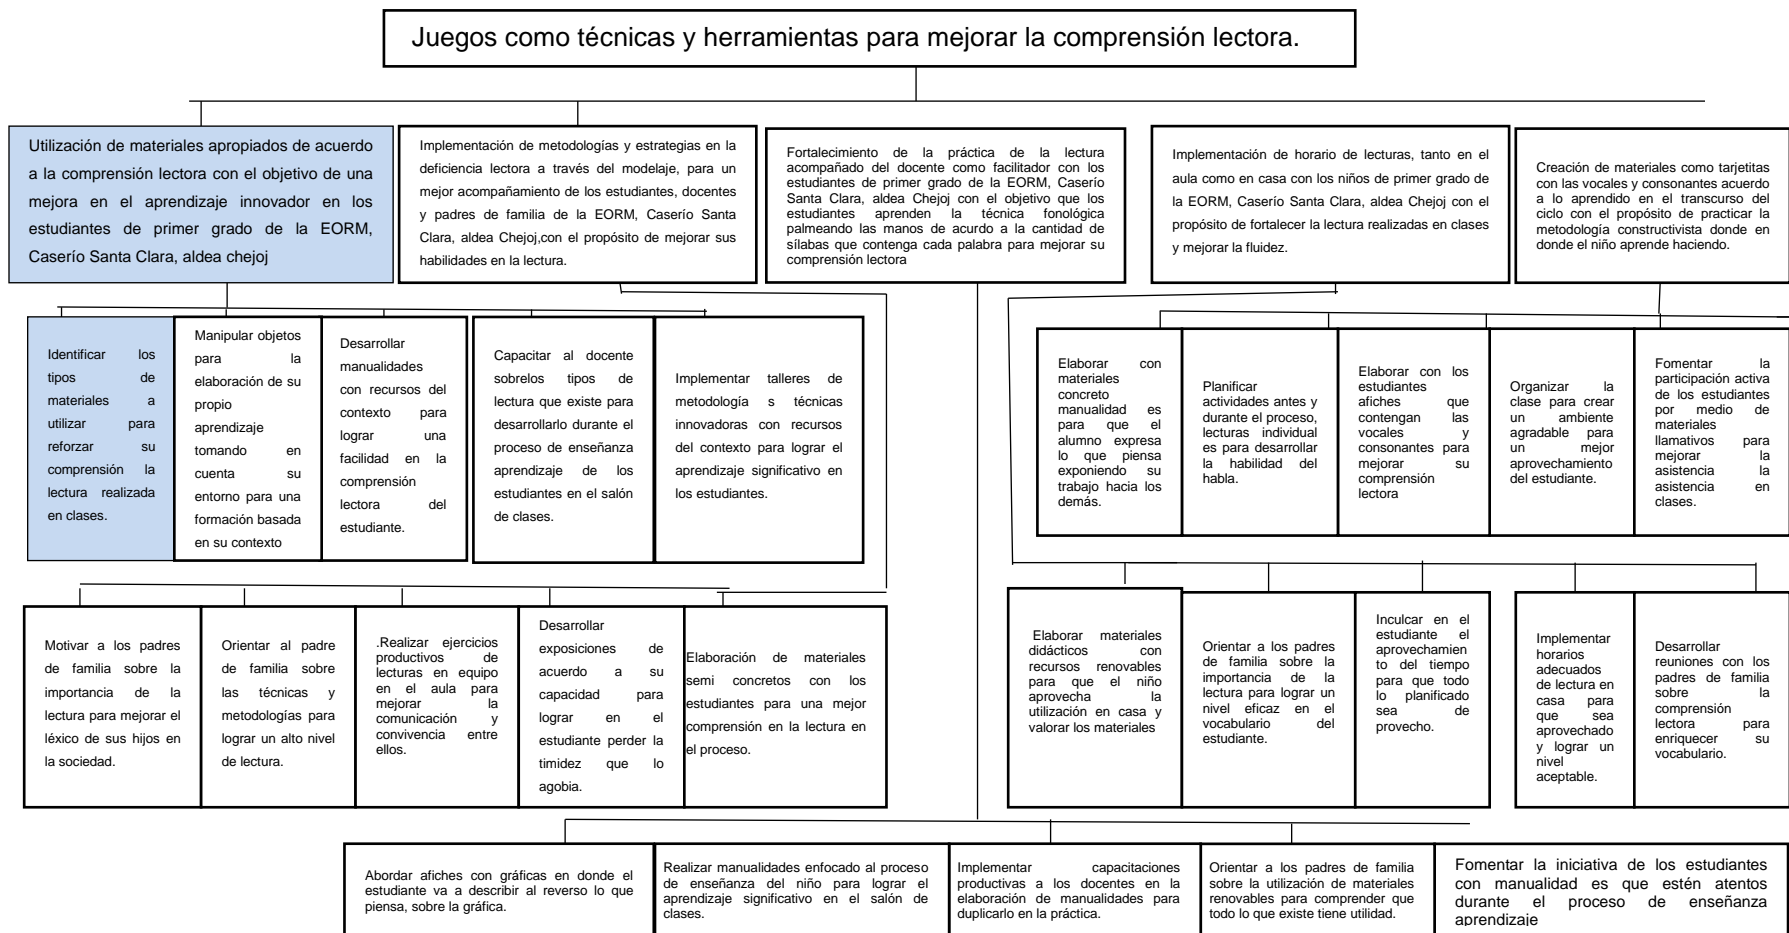 Juegos como técnicas y herramientas para mejorar la comprensión lectora.
Utilización de materiales apropiados de acuerdo
a la comprensión lectora con el objetivo de una
mejora en el aprendizaje innovador en los
estudiantes de primer grado de la EORM,
Caserío Santa Clara, aldea chejoj
Implementación de metodologías y estrategias en la
deficiencia lectora a través del modelaje, para un
mejor acompañamiento de los estudiantes, docentes
y padres de familia de la EORM, Caserío Santa
Clara, aldea Chejoj,con el propósito de mejorar sus
habilidades en la lectura.
Fortalecimiento de la práctica de la lectura
acompañado del docente como facilitador con los
estudiantes de primer grado de la EORM, Caserío
Santa Clara, aldea Chejoj con el objetivo que los
estudiantes aprenden la técnica fonológica
palmeando las manos de acurdo a la cantidad de
sílabas que contenga cada palabra para mejorar su
comprensión lectora
Implementación de horario de lecturas, tanto en el
aula como en casa con los niños de primer grado de
la EORM, Caserío Santa Clara, aldea Chejoj con el
propósito de fortalecer la lectura realizadas en clases
y mejorar la fluidez.
Creación de materiales como tarjetitas
con las vocales y consonantes acuerdo
a lo aprendido en el transcurso del
ciclo con el propósito de practicar la
metodología constructivista donde en
donde el niño aprende haciendo.
Identificar los
tipos de
materiales a
utilizar para
reforzar su
comprensión la
lectura realizada
en clases.
Manipular objetos
para la
elaboración de su
propio
aprendizaje
tomando en
cuenta su
entorno para una
formación basada
en su contexto
Desarrollar
manualidades
con recursos del
contexto para
lograr una
facilidad en la
comprensión
lectora del
estudiante.
Capacitar al docente
sobrelos tipos de
lectura que existe para
desarrollarlo durante el
proceso de enseñanza
aprendizaje de los
estudiantes en el salón
de clases.
Implementar talleres de
metodología s técnicas
innovadoras con recursos
del contexto para lograr el
aprendizaje significativo en
los estudiantes.
Elaborar con
materiales
concreto
manualidad es
para que el
alumno expresa
lo que piensa
exponiendo su
trabajo hacia los
demás.
Planificar
actividades antes y
durante el proceso,
lecturas individual
es para desarrollar
la habilidad del
habla.
Elaborar con los
estudiantes
afiches que
contengan las
vocales y
consonantes para
mejorar su
comprensión
lectora
Organizar la
clase para crear
un ambiente
agradable para
un mejor
aprovechamiento
del estudiante.
Fomentar la
participación activa
de los estudiantes
por medio de
materiales
llamativos para
mejorar la
asistencia la
asistencia en
clases.
Motivar a los padres
de familia sobre la
importancia de la
lectura para mejorar el
léxico de sus hijos en
la sociedad.
Orientar al padre
de familia sobre
las técnicas y
metodologías para
lograr un alto nivel
de lectura.
.Realizar ejercicios
productivos de
lecturas en equipo
en el aula para
mejorar la
comunicación y
convivencia entre
ellos.
Desarrollar
exposiciones de
acuerdo a su
capacidad para
lograr en el
estudiante perder la
timidez que lo
agobia.
Elaboración de materiales
semi concretos con los
estudiantes para una mejor
comprensión en la lectura en
el proceso.
Elaborar materiales
didácticos con
recursos renovables
para que el niño
aprovecha la
utilización en casa y
valorar los materiales
Orientar a los padres
de familia sobre la
importancia de la
lectura para lograr un
nivel eficaz en el
vocabulario del
estudiante.
Inculcar en el
estudiante el
aprovechamien
to del tiempo
para que todo
lo planificado
sea de
provecho.
Implementar
horarios
adecuados
de lectura en
casa para
que sea
aprovechado
y lograr un
nivel
aceptable.
Desarrollar
reuniones con los
padres de familia
sobre la
comprensión
lectora para
enriquecer su
vocabulario.
Abordar afiches con gráficas en donde el
estudiante va a describir al reverso lo que
piensa, sobre la gráfica.
Realizar manualidades enfocado al proceso
de enseñanza del niño para lograr el
aprendizaje significativo en el salón de
clases.
Implementar capacitaciones
productivas a los docentes en la
elaboración de manualidades para
duplicarlo en la práctica.
Orientar a los padres de familia
sobre la utilización de materiales
renovables para comprender que
todo lo que existe tiene utilidad.
Fomentar la iniciativa de los estudiantes
con manualidad es que estén atentos
durante el proceso de enseñanza
aprendizaje